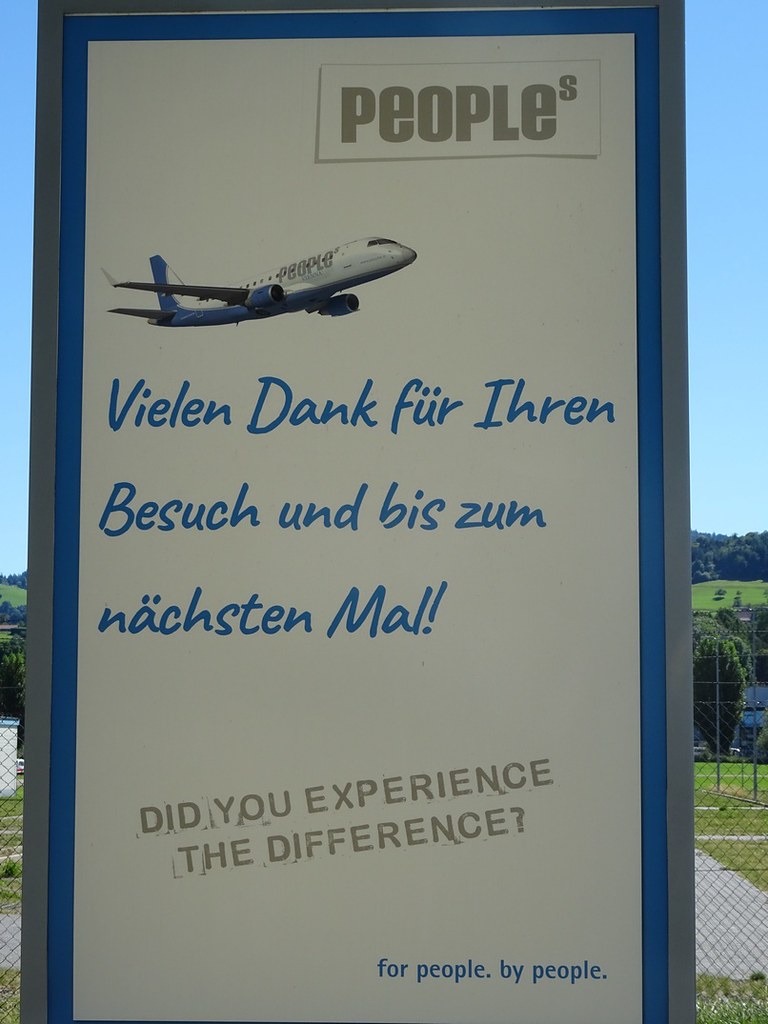 PEOPLEs
PEOPLEs
Vielen Dank für Ihren
Besuch und bis zum
nächsten Mal!
DID YOU EXPERIENCE
THE DIFFERENCE?
for people. by people.